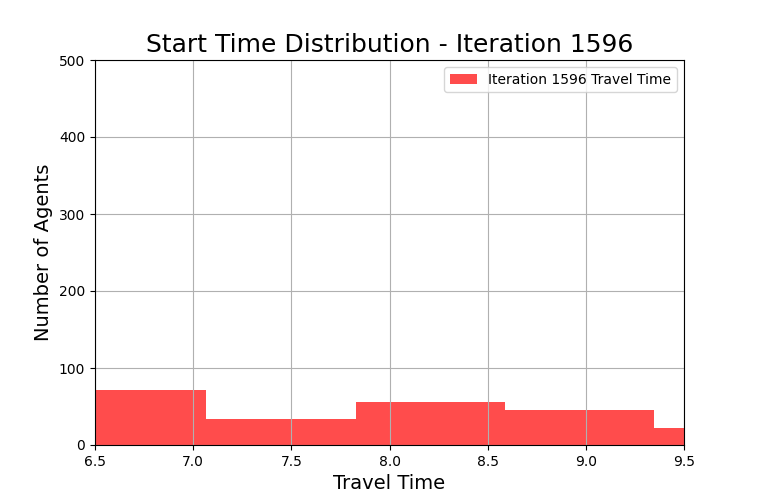 Start Time Distribution - Iteration 1596
Iteration 1596 Travel Time
Number of Agents
500
400
300
200
100
0
6.5 7.0 7.5 8.0 8.5 9.0 9.5
Travel Time